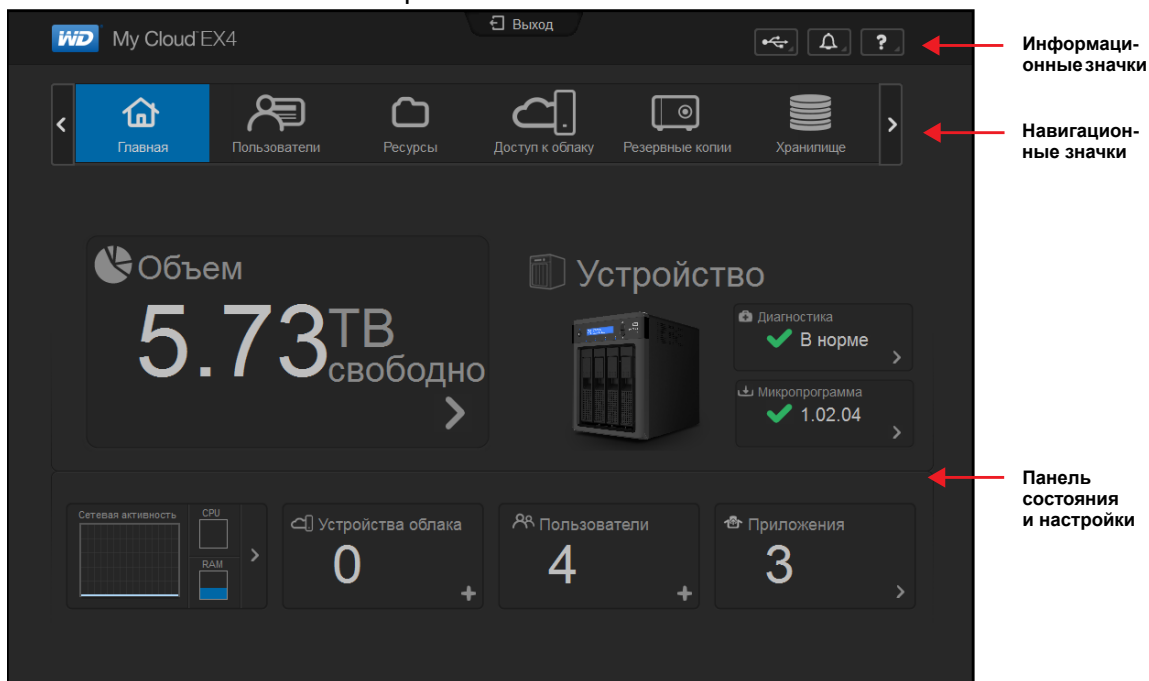 Выход
WD My Cloud EX4
?
Информаци-
онные значки
Главная
Пользователи
Ресурсы
Доступ к облаку
Резервные копии
Хранилище
Навигацион-
ные значки
Объем
5.73 ТВ
свободно
Устройство
Диагностика
В норме
Микропрограмма
1.02.04
Панель
состояния
и настройки
Сетевая активность
CPU
RAM
Устройства облака
0
Пользователи
4
Приложения
3